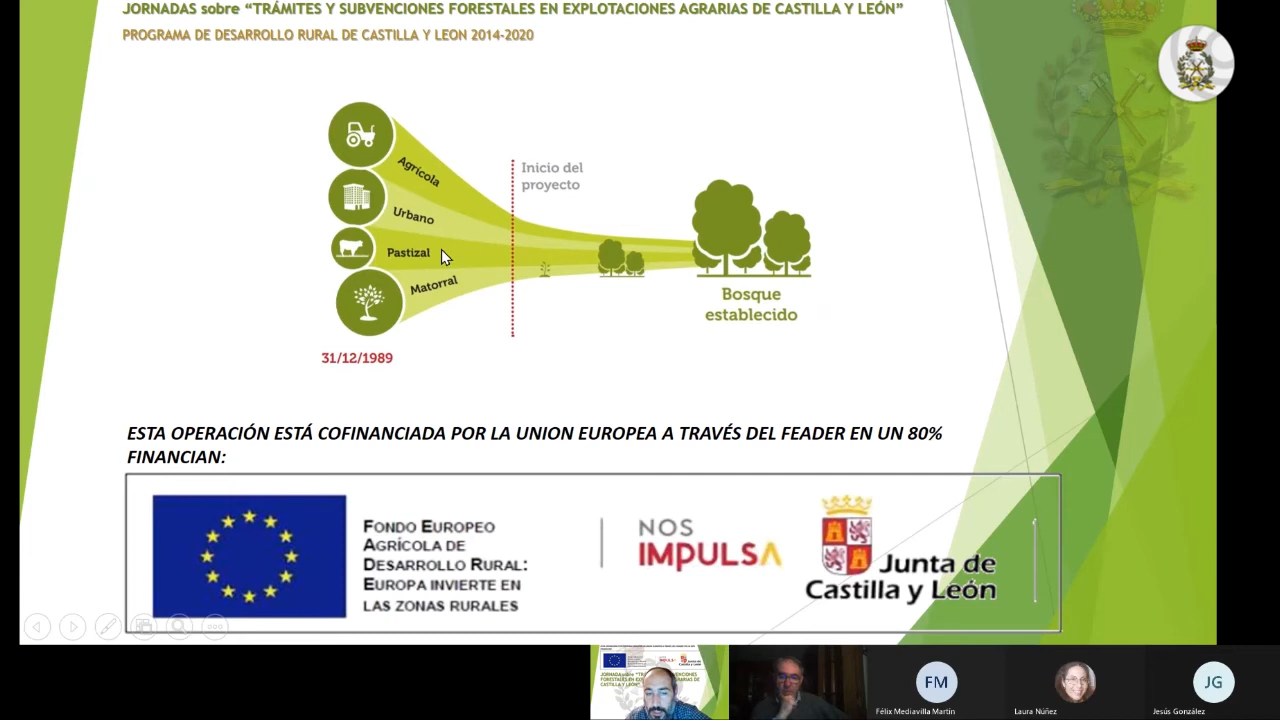 JORNADAS sobre “TRÁMITES Y SUBVENCIONES FORESTALES EN EXPLOTACIONES AGRARIAS DE CASTILLA Y LEÓN”
PROGRAMA DE DESARROLLO RURAL DE CASTILLA Y LEON 2014-2020
Agrícola
Urbano
Pastizal
Matorral
31/12/1989
Inicio del
proyecto
Bosque
establecido
ESTA OPERACIÓN ESTÁ COFINANCIADA POR LA UNION EUROPEA A TRAVÉS DEL FEADER EN UN 80%
FINANCIAN:
FONDO EUROPEO
AGRÍCOLA DE
DESARROLLO RURAL:
EUROPA INVIERTE EN
LAS ZONAS RURALES
NOS
IMPULSA
Junta de
Castilla y León
FM
JG
Félix Mediavilla Martín
Laura Núñez
Jesús González